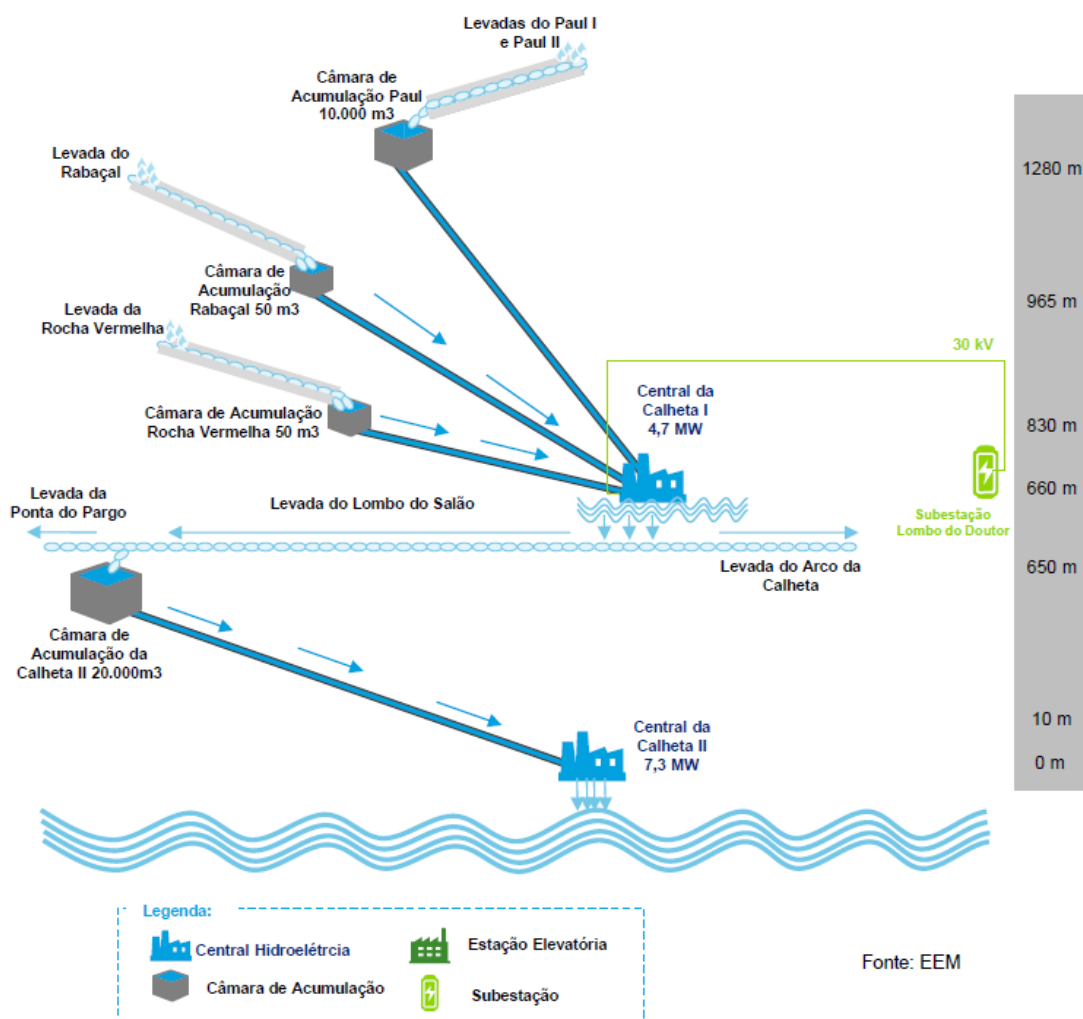 Levadas do Paul I
e Paul II
Câmara de
Acumulação Paul
10.000 m3
Levada do
Rabaçal
1280 m
Câmara de
Acumulação
Rabaçal 50 m3
965 m
Levada da
Rocha Vermelha
30 kV
Central da
Calheta I
4,7 MW
Câmara de Acumulação
Rocha Vermelha 50 m3
830 m
Levada da
Ponta do Pargo
Levada do Lombo do Salão
660 m
Subestação
Lombo do Doutor
Levada do Arco da
Calheta
650 m
Câmara de
Acumulação da
Calheta II 20.000m3
10 m
Central da
Calheta II
7,3 MW
0 m
Legenda:
Central Hidroelétrcia
Estação Elevatória
Câmara de Acumulação
Subestação
Fonte: EEM